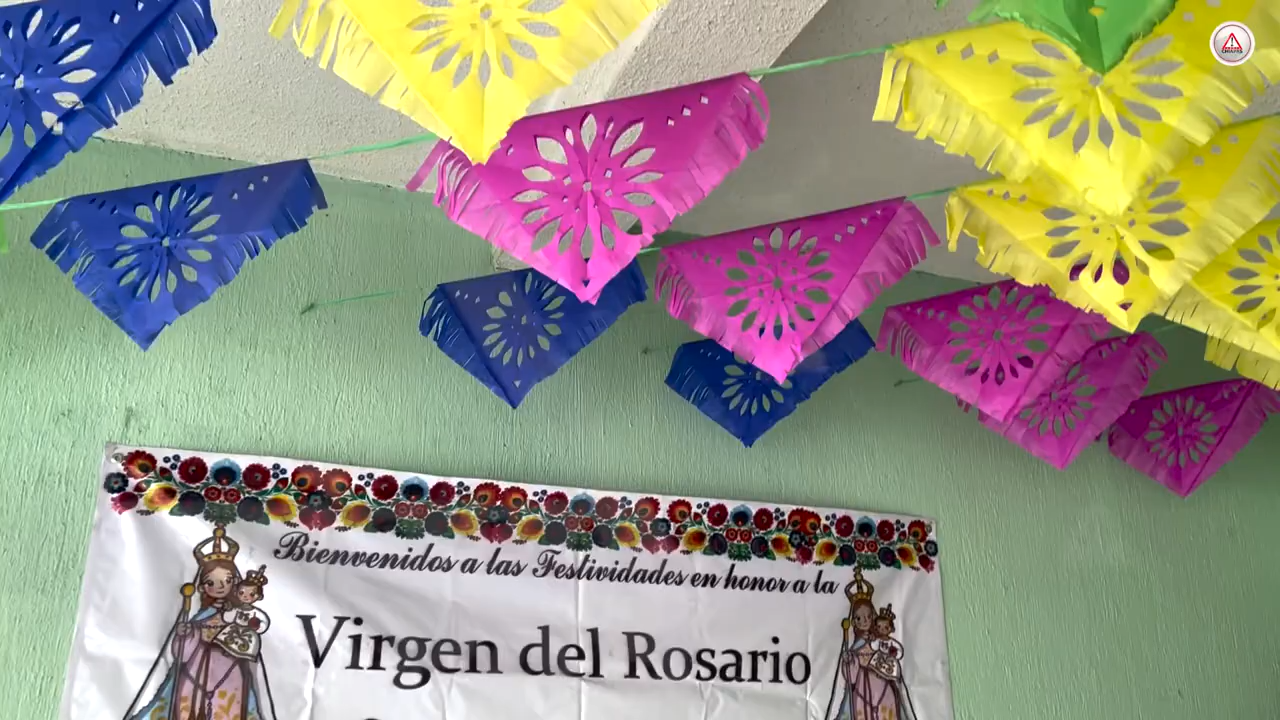 Bienvenidos a las Festividades en honor a la
Virgen del Rosario